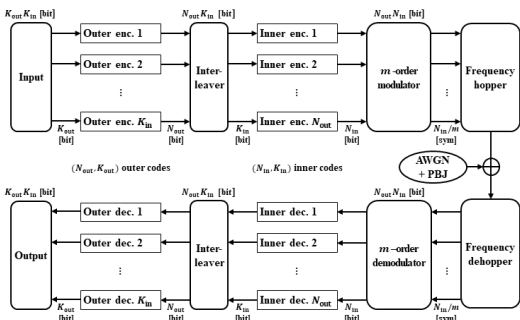 K_out K_in [bit]
N_out K_in [bit]
N_out N_in [bit]
Input
Outer enc. 1
Outer enc. 2
⋮
Outer enc. K_in
K_out
[bit]
N_out
[bit]
Inter-
leaver
Inner enc. 1
Inner enc. 2
⋮
Inner enc. N_out
K_in
[bit]
N_in
[bit]
m-order
modulator
⋮
N_in/m
[sym]
Frequency
hopper
(N_out, K_out) outer codes
(N_in, K_in) inner codes
AWGN
+ PBJ
K_out K_in [bit]
N_out K_in [bit]
N_out N_in [bit]
Output
Outer dec. 1
Outer dec. 2
⋮
Outer dec. K_in
K_out
[bit]
N_out
[bit]
Inter-
leaver
Inner dec. 1
Inner dec. 2
⋮
Inner dec. N_out
K_in
[bit]
N_in
[bit]
m-order
demodulator
⋮
N_in/m
[sym]
Frequency
dehopper